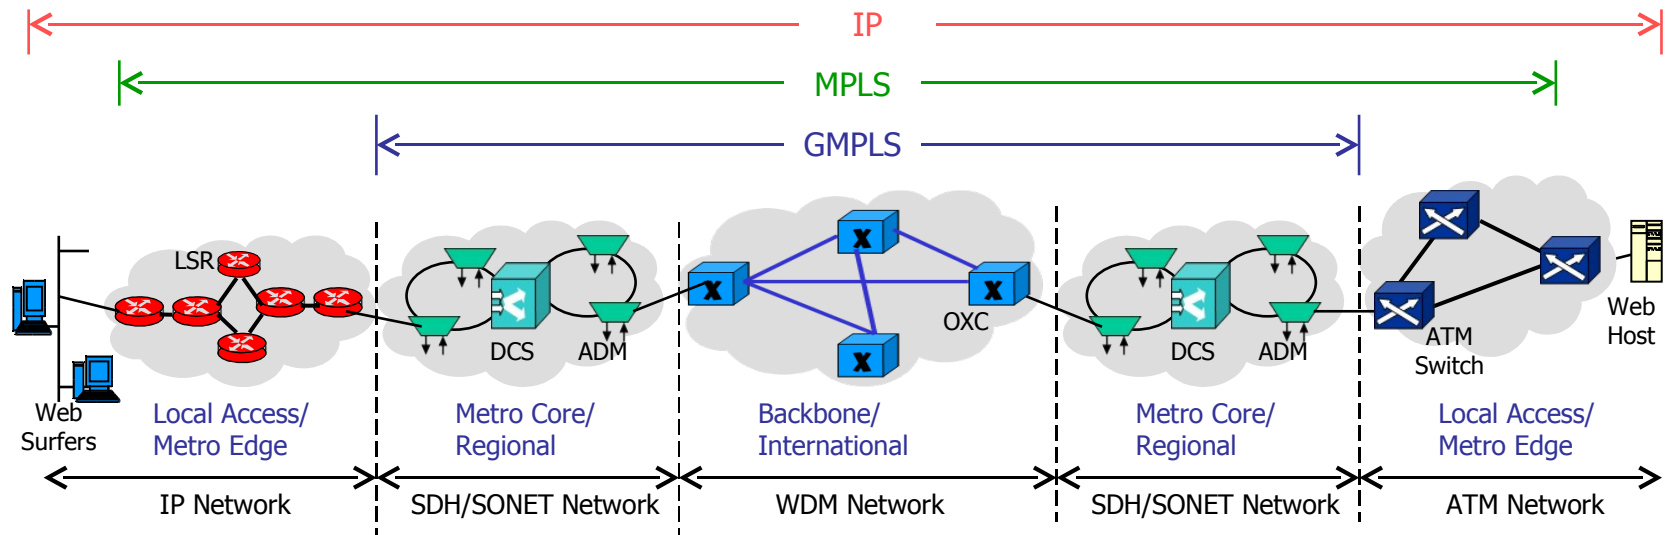 IP
MPLS
GMPLS
LSR
DCS
ADM
OXC
DCS
ADM
ATM
Switch
Web
Host
Web
Surfers
Local Access/
Metro Edge
Metro Core/
Regional
Backbone/
International
Metro Core/
Regional
Local Access/
Metro Edge
IP Network
SDH/SONET Network
WDM Network
SDH/SONET Network
ATM Network
X
X
X
X